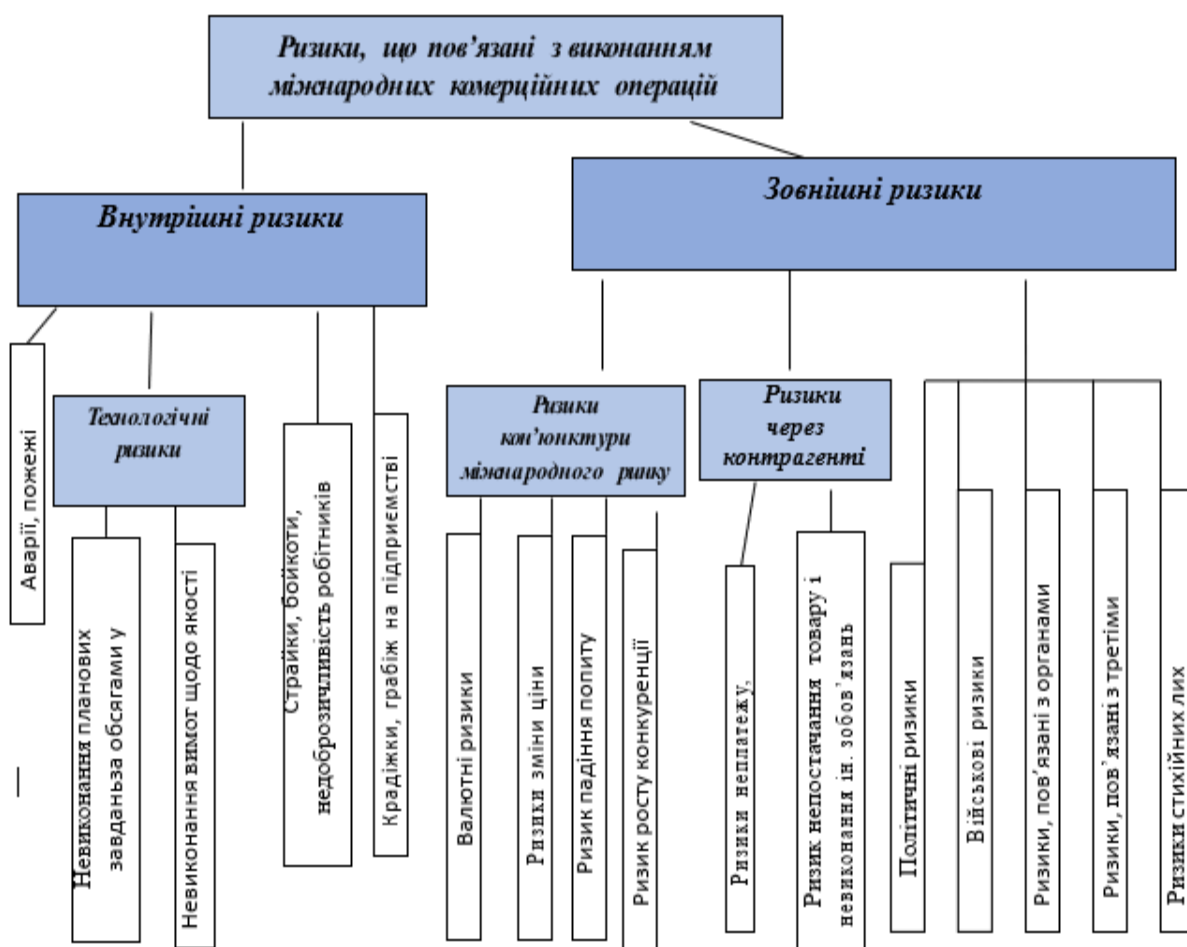 Ризики, що пов’язані з виконанням
міжнародних комерційних операцій
Внутрішні ризики
Зовнішні ризики
Аварії, пожежі
Технологічні
ризики
Невиконання планових
завданьза обсягами у
Невиконання вимог щодо якості
Страйки, бойкоти,
недоброзичливість робітників
Крадіжки, грабіж на підприємстві
Ризики
кон’юнктури
міжнародного ринку
Валютні ризики
Ризики зміни ціни
Ризик падіння попиту
Ризик росту конкуренції
Ризики
через
контрагенті
Ризики неплатежу,
Ризик непостачання товару і
невиконання ін. зобов’язань
Політичні ризики
Військові ризики
Ризики, пов’язані з органами
Ризики, пов’язані з третіми
Ризики стихійних лих